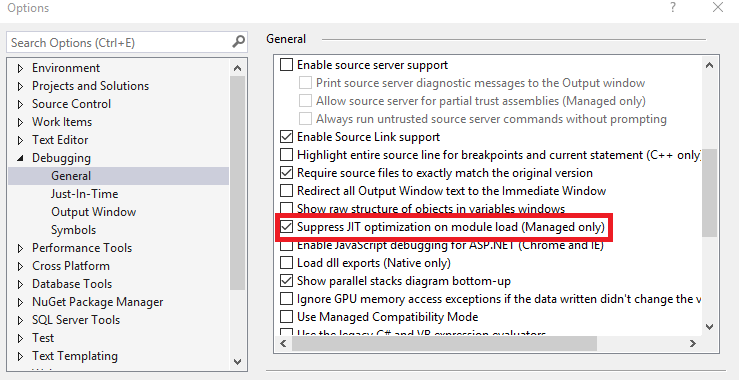 Options
?
Search Options (Ctrl+E)
Environment
Projects and Solutions
Source Control
Work Items
Text Editor
Debugging
General
Just-In-Time
Output Window
Symbols
Performance Tools
Cross Platform
Database Tools
NuGet Package Manager
SQL Server Tools
Test
Text Templating
General
Enable source server support
Print source server diagnostic messages to the Output window
Allow source server for partial trust assemblies (Managed only)
Always run untrusted source server commands without prompting
Enable Source Link support
Highlight entire source line for breakpoints and current statement (C++ only)
Require source files to exactly match the original version
Redirect all Output Window text to the Immediate Window
Show raw structure of objects in variables windows
Suppress JIT optimization on module load (Managed only)
Enable JavaScript debugging for ASP.NET (Chrome and IE)
Load dll exports (Native only)
Show parallel stacks diagram bottom-up
Ignore GPU memory access exceptions if the data written didn't change the v
Use Managed Compatibility Mode
Use the legacy C# and VB expression evaluators